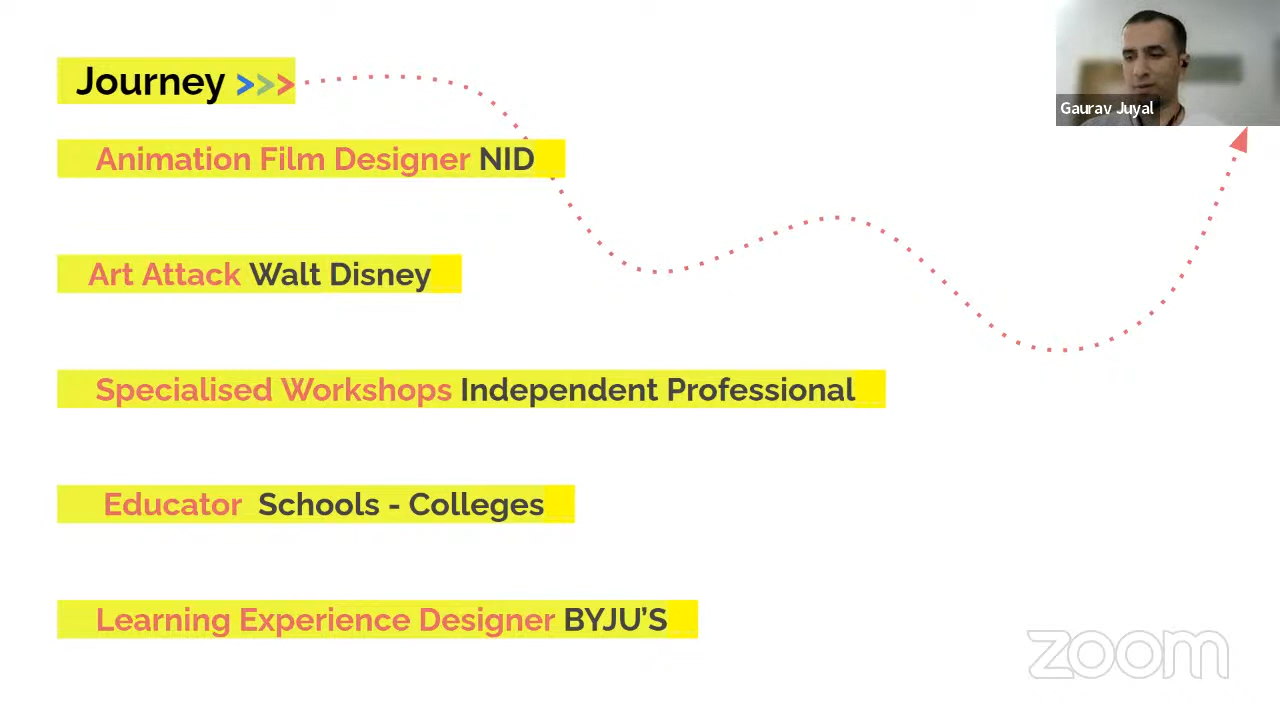 Journey >>>
Gaurav Juyal
Animation Film Designer NID
Art Attack Walt Disney
Specialised Workshops Independent Professional
Educator Schools - Colleges
Learning Experience Designer BYJU’S
zoom